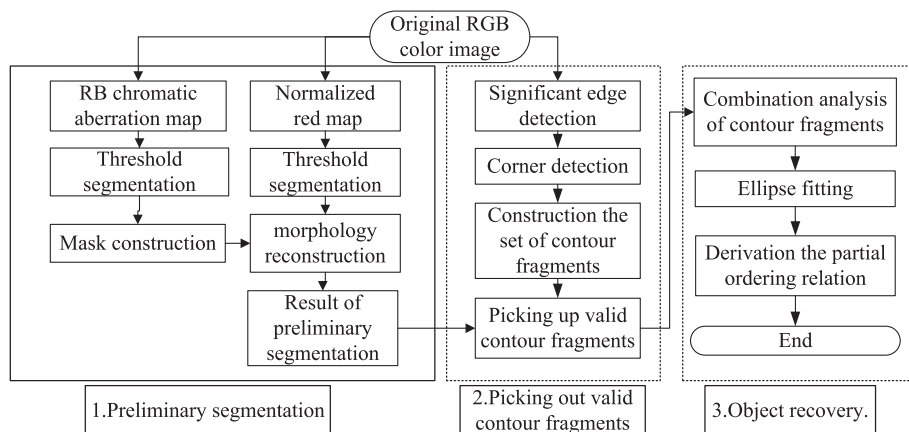 Original RGB
color image
RB chromatic
aberration map
Threshold
segmentation
Mask construction
Normalized
red map
Threshold
segmentation
morphology
reconstruction
Result of
preliminary
segmentation
1.Preliminary segmentation
Significant edge
detection
Corner detection
Construction the
set of contour
fragments
Picking up valid
contour fragments
2.Picking out valid
contour fragments
Combination analysis
of contour fragments
Ellipse fitting
Derivation the partial
ordering relation
End
3.Object recovery.